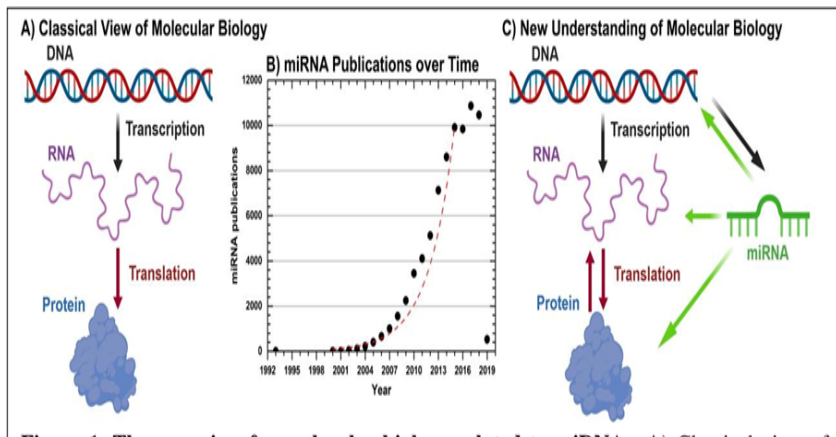 A) Classical View of Molecular Biology
DNA
Transcription
RNA
Translation
Protein
B) miRNA Publications over Time
12000
10000
8000
6000
4000
2000
0
miRNA publications
1992 1995 1998 2001 2004 2007 2010 2013 2016 2019
Year
C) New Understanding of Molecular Biology
DNA
Transcription
RNA
miRNA
Translation
Protein